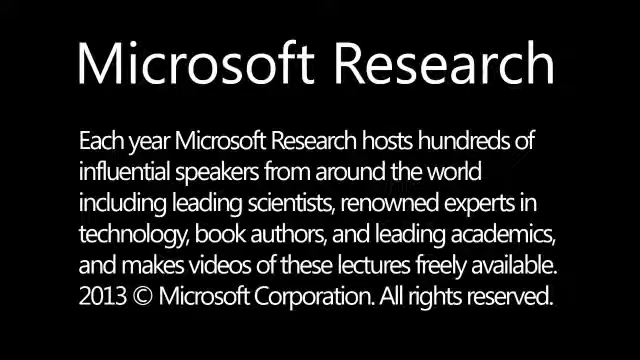 Microsoft Research
Each year Microsoft Research hosts hundreds of
influential speakers from around the world
including leading scientists, renowned experts in
technology, book authors, and leading academics,
and makes videos of these lectures freely available.
2013 © Microsoft Corporation. All rights reserved.